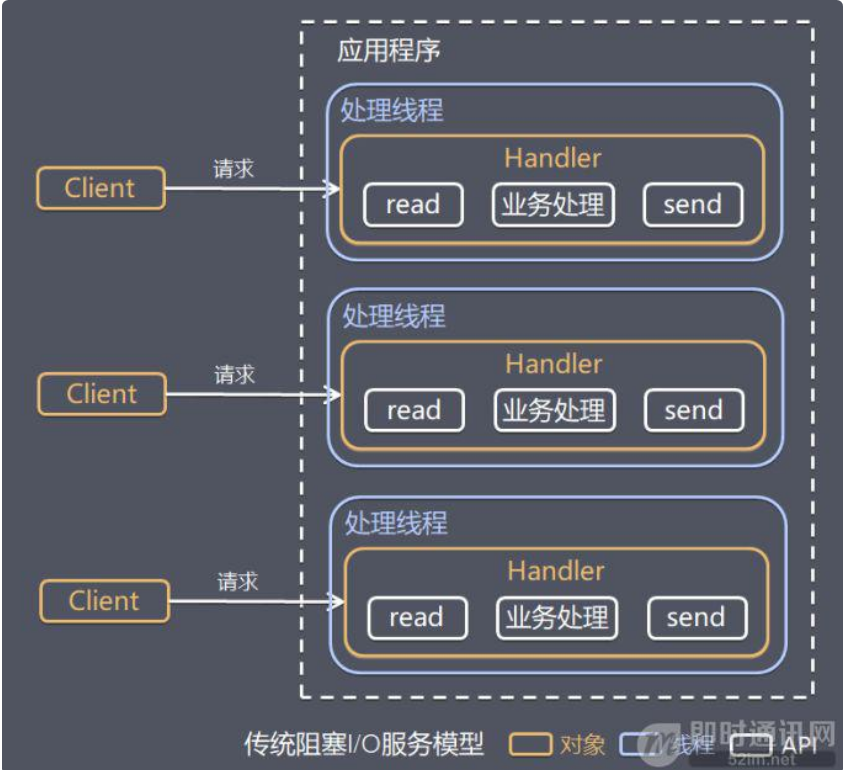 应用程序
处理线程
Handler
Client
请求
read
业务处理
send
处理线程
Handler
Client
请求
read
业务处理
send
处理线程
Handler
Client
请求
read
业务处理
send
传统阻塞I/O服务模型
对象
线程
API
即时通讯网
52im.net